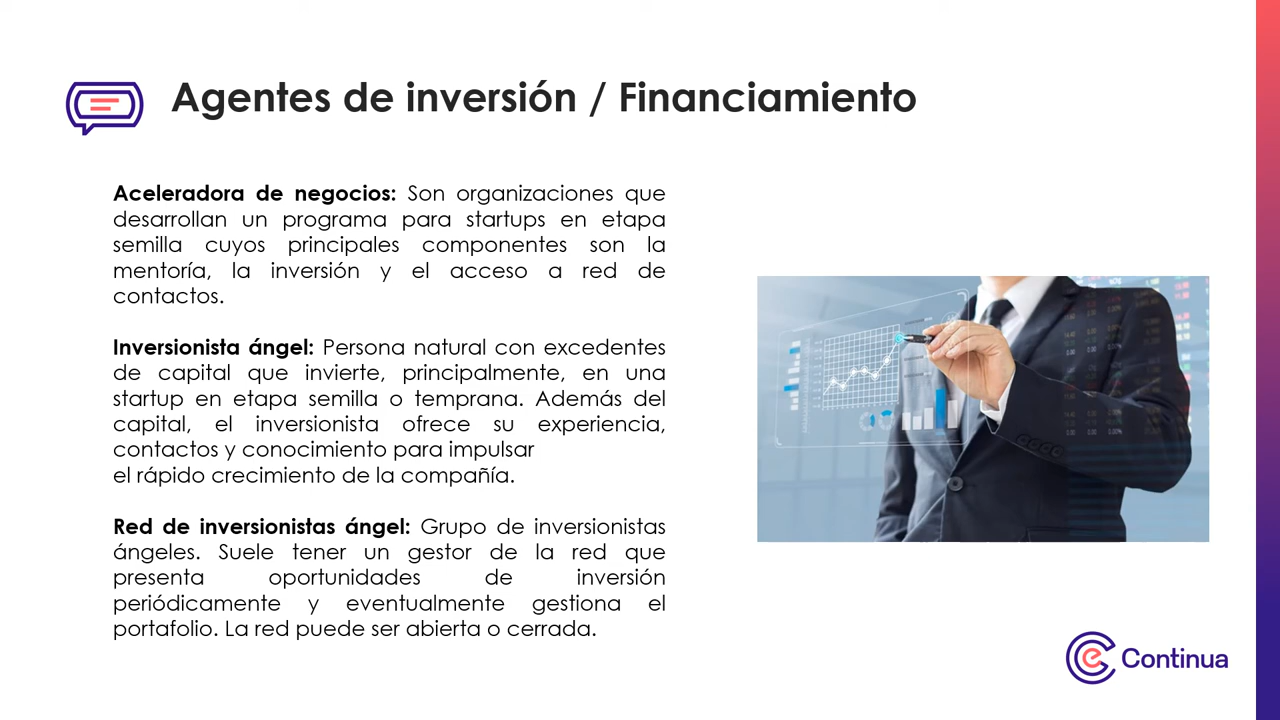 Agentes de inversión / Financiamiento
Aceleradora de negocios: Son organizaciones que
desarrollan un programa para startups en etapa
semilla cuyos principales componentes son la
mentoría, la inversión y el acceso a red de
contactos.
Inversionista ángel: Persona natural con excedentes
de capital que invierte, principalmente, en una
startup en etapa semilla o temprana. Además del
capital, el inversionista ofrece su experiencia,
contactos y conocimiento para impulsar
el rápido crecimiento de la compañía.
Red de inversionistas ángel: Grupo de inversionistas
ángeles. Suele tener un gestor de la red que
presenta oportunidades de inversión
periódicamente y eventualmente gestiona el
portafolio. La red puede ser abierta o cerrada.
Continua